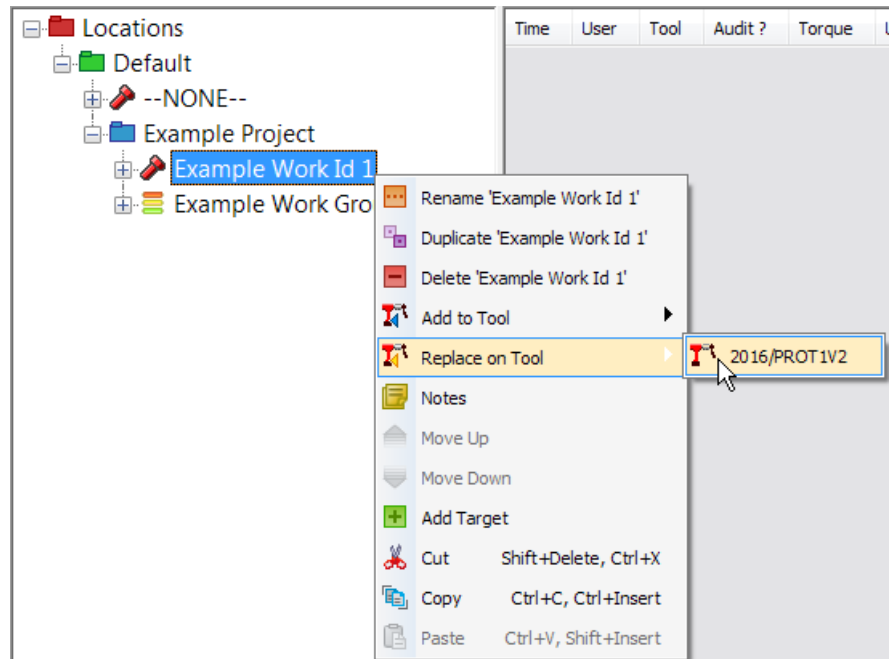 Locations
Default
--NONE--
Example Project
Example Work Id 1
Example Work Gro
Time User Tool Audit ? Torque
Rename 'Example Work Id 1'
Duplicate 'Example Work Id 1'
Delete 'Example Work Id 1'
Add to Tool
Replace on Tool
2016/PROT1V2
Notes
Move Up
Move Down
Add Target
Cut Shift+Delete, Ctrl+X
Copy Ctrl+C, Ctrl+Insert
Paste Ctrl+V, Shift+Insert